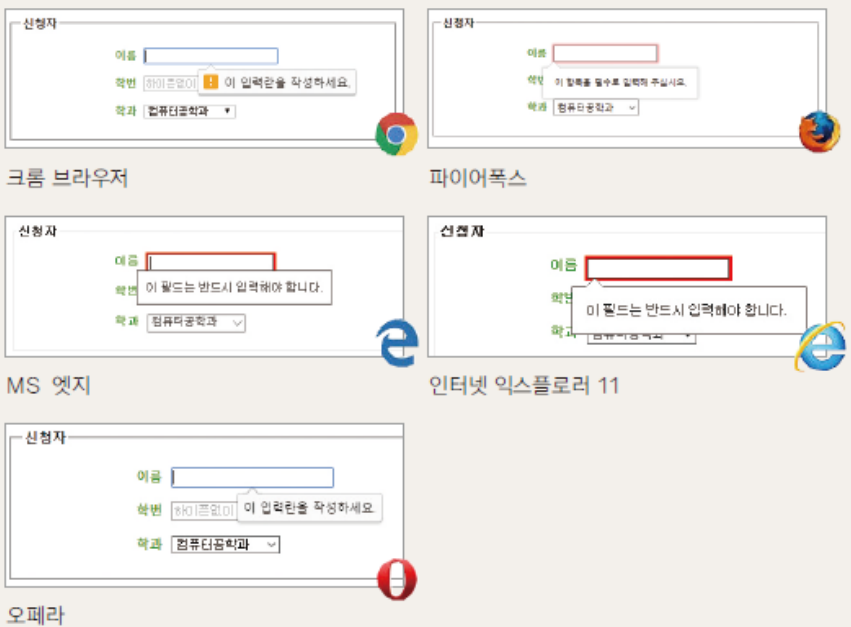 신청자
이름
학번 하이픈없이 ! 이 입력란을 작성하세요.
학과 컴퓨터공학과
크롬 브라우저
신청자
이름
학번 이 항목을 필수로 입력해 주십시오.
학과 컴퓨터공학과
파이어폭스
신청자
이름
학번 이 필드는 반드시 입력해야 합니다.
학과 컴퓨터공학과
MS 엣지
신청자
이름
학번 이 필드는 반드시 입력해야 합니다.
학과 컴퓨터공학과
인터넷 익스플로러 11
신청자
이름
학번 하이픈없이 이 입력란을 작성하세요.
학과 컴퓨터공학과
오페라